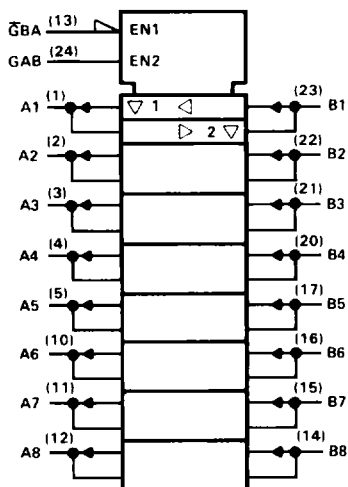 G̅BA (13) EN1
GAB (24) EN2
A1 (1) ▽ 1 ◁ (23) B1
▷ 2 ▽
A2 (2) (22) B2
A3 (3) (21) B3
A4 (4) (20) B4
A5 (5) (17) B5
A6 (10) (16) B6
A7 (11) (15) B7
A8 (12) (14) B8